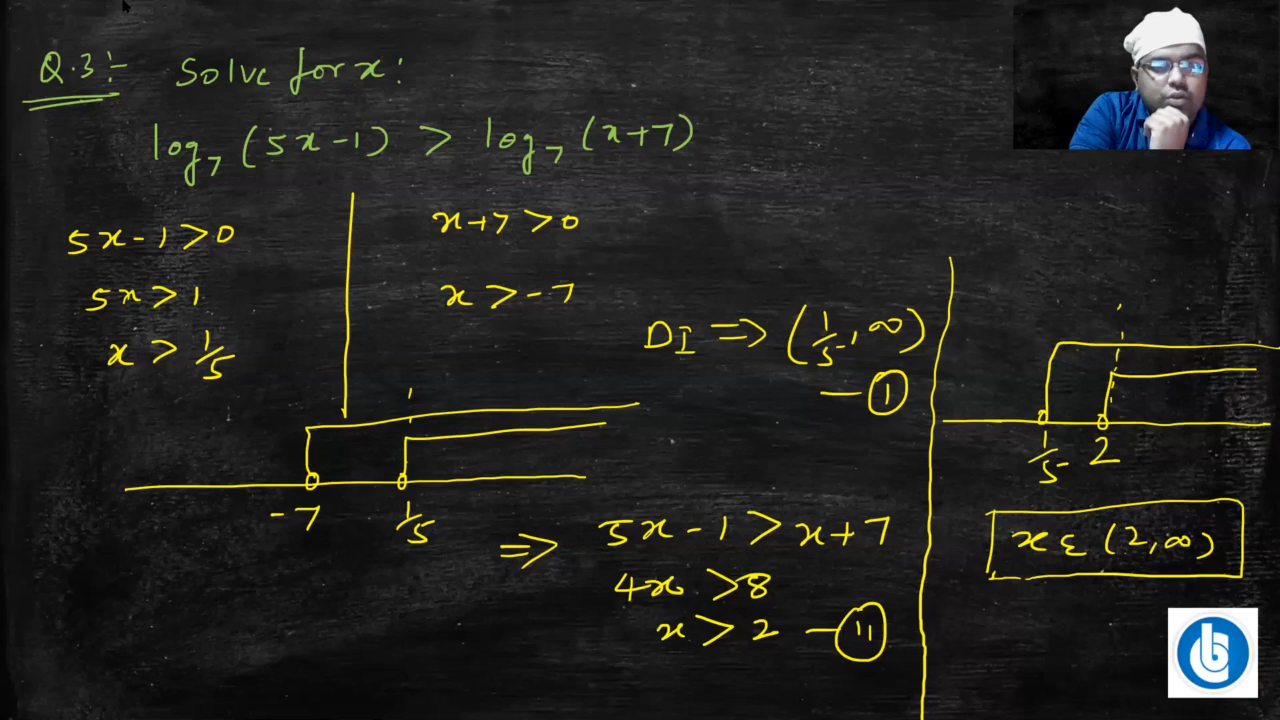 Q.3:- Solve for x:
log₇ (5x-1) > log₇ (x+7)
5x-1>0
5x>1
x > 1/5
x+7>0
x>-7
-7 1/5
DI => (1/5, ∞)
-①
=> 5x-1>x+7
4x >8
x > 2 -⑪
1/5 2
x ε (2,∞)
b